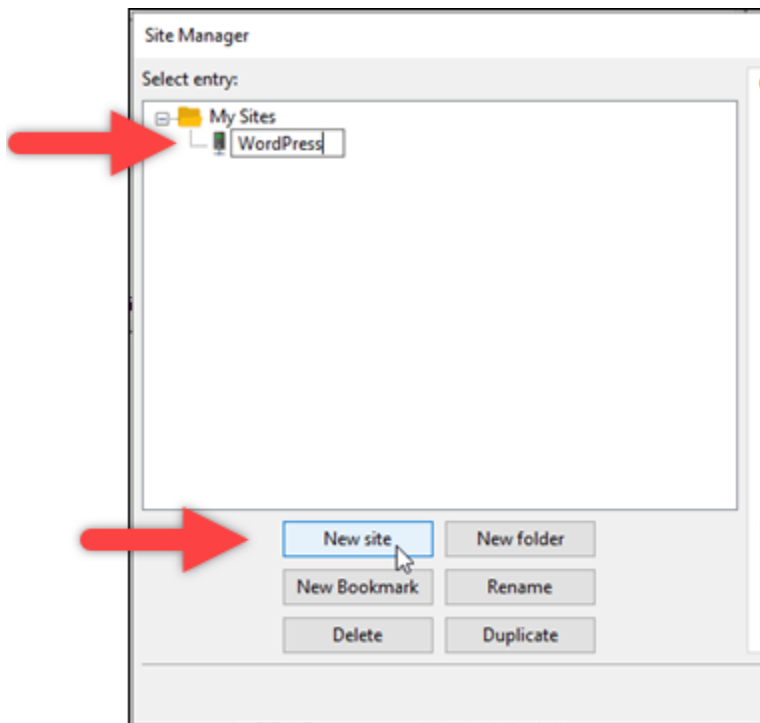 Site Manager
Select entry:
My Sites
WordPress
New site New folder
New Bookmark Rename
Delete Duplicate